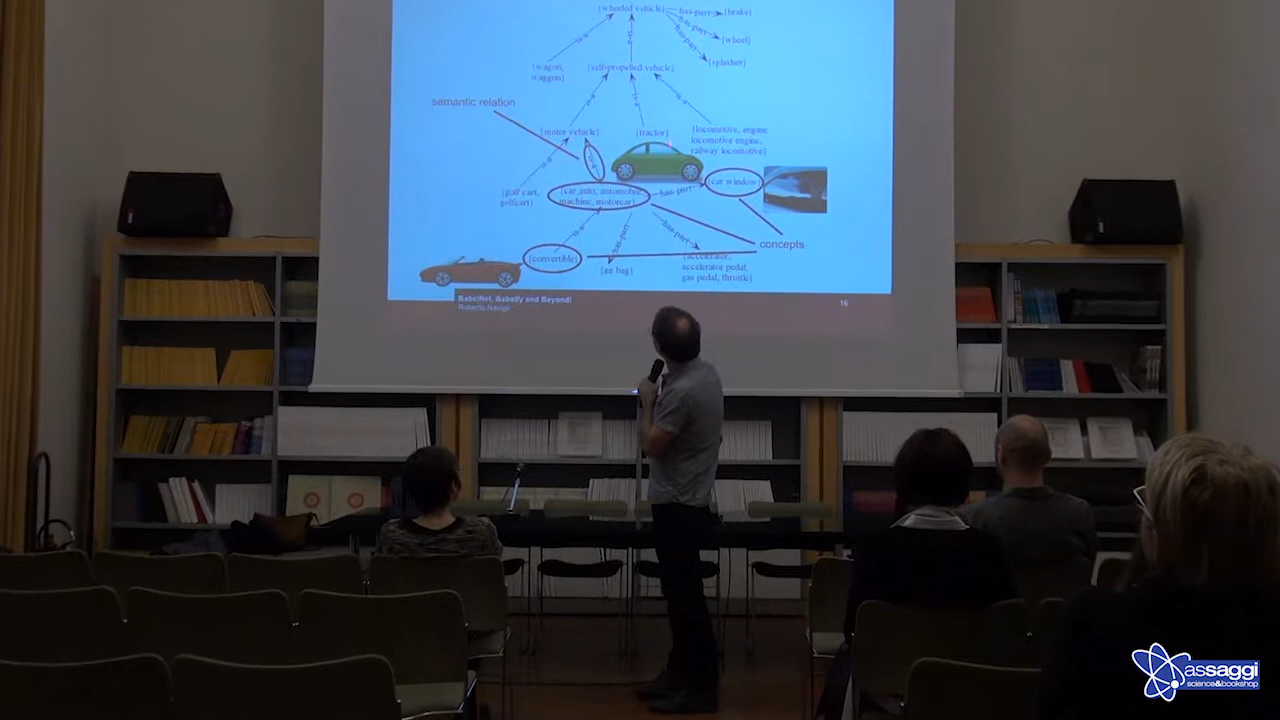 {wheeled vehicle}
has-part
{brake}
has-part
{wheel}
has-part
{splasher}
is-a
is-a
{wagon,
waggon}
{self-propelled vehicle}
semantic relation
is-a
is-a
is-a
{motor vehicle}
{tractor}
{locomotive, engine,
locomotive engine,
railway locomotive}
is-a
is-a
{golf cart,
golfcart}
{car,auto, automobile,
machine, motorcar}
has-part
{car window}
is-a
has-part
has-part
concepts
{convertible}
{air bag}
{accelerator,
accelerator pedal,
gas pedal, throttle}
BabelNet, Babelfy and Beyond!
Roberto Navigli
16
assaggi
science&bookshop